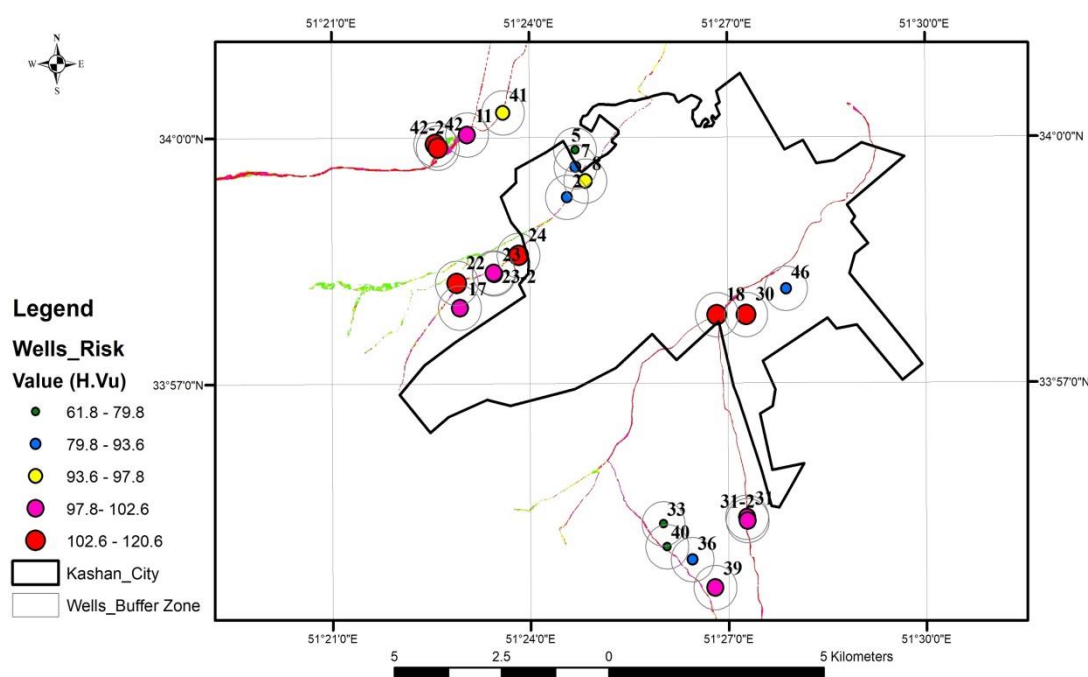 51°21'0"E 51°24'0"E 51°27'0"E 51°30'0"E
N
W E
S
41
11
42-2 42
34°0'0"N 34°0'0"N
5
7
8
2
24
23
22
23-2
17
46
18 30
Legend
Wells_Risk
Value (H.Vu)
33°57'0"N 33°57'0"N
61.8 - 79.8
79.8 - 93.6
93.6 - 97.8
97.8- 102.6
102.6 - 120.6
Kashan_City
Wells_Buffer Zone
31-2 31
33
40
36
39
51°21'0"E 51°24'0"E 51°27'0"E 51°30'0"E
5 2.5 0 5 Kilometers